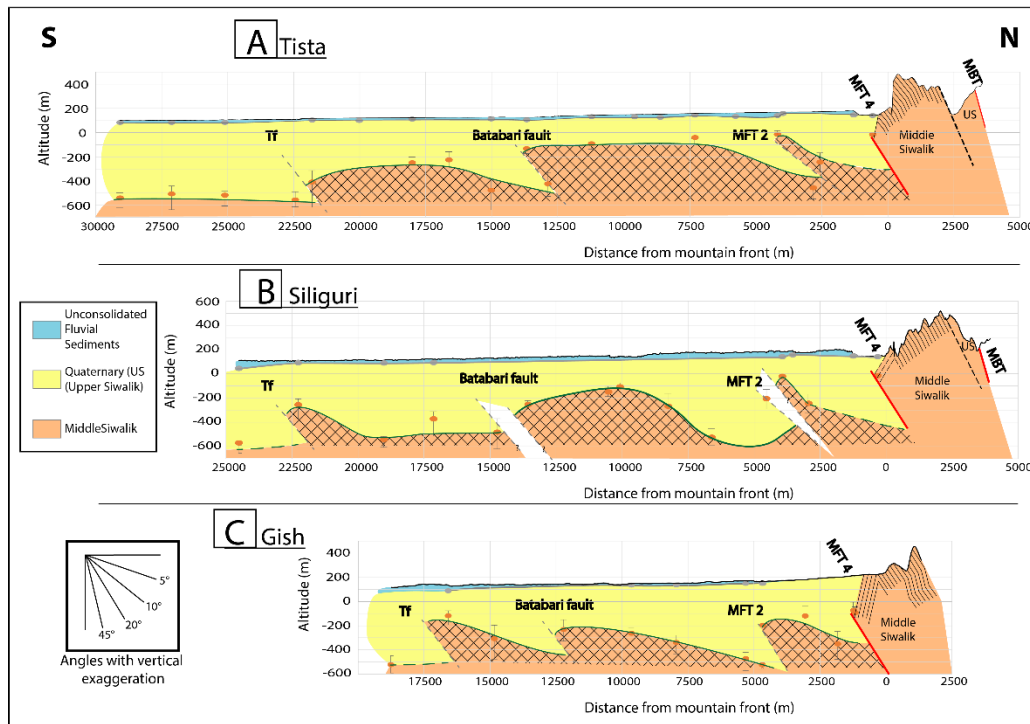 S
N
A Tista
400
200
0
-200
-400
-600
Altitude (m)
Tf
Batabari fault
MFT 2
MFT 4
MBT
US
Middle
Siwalik
30000 27500 25000 22500 20000 17500 15000 12500 10000 7500 5000 2500 0 2500 5000
Distance from mountain front (m)
B Siliguri
600
400
200
0
-200
-400
-600
Altitude (m)
Tf
Batabari fault
MFT 2
MFT 4
US
MBT
Middle Siwalik
25000 22500 20000 17500 15000 12500 10000 7500 5000 2500 0 2500 5000
Distance from mountain front (m)
Unconsolidated
Fluvial
Sediments
Quaternary (US
(Upper Siwalik)
MiddleSiwalik
C Gish
400
200
0
-200
-400
-600
Altitude (m)
Tf
Batabari fault
MFT 2
MFT 4
Middle
Siwalik
17500 15000 12500 10000 7500 5000 2500 0 2500
Distance from mountain front (m)
5°
10°
20°
45°
Angles with vertical
exaggeration